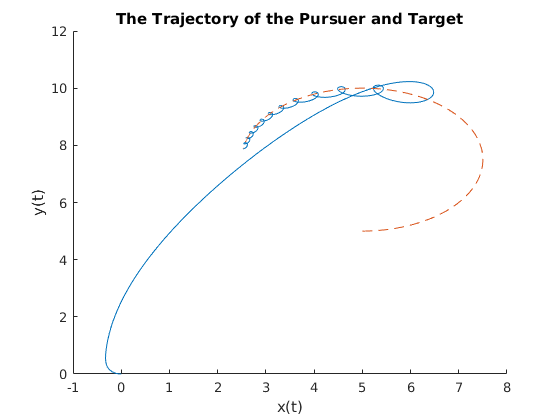 The Trajectory of the Pursuer and Target
12
10
8
6
4
2
0
y(t)
-1 0 1 2 3 4 5 6 7 8
x(t)